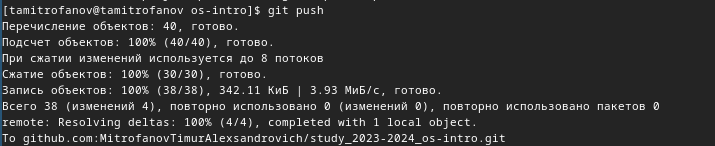 [tamitrofanov@tamitrofanov os-intro]$ git push
Перечисление объектов: 40, готово.
Подсчет объектов: 100% (40/40), готово.
При сжатии изменений используется до 8 потоков
Сжатие объектов: 100% (30/30), готово.
Запись объектов: 100% (38/38), 342.11 КиБ | 3.93 МиБ/с, готово.
Всего 38 (изменений 4), повторно использовано 0 (изменений 0), повторно использовано пакетов 0
remote: Resolving deltas: 100% (4/4), completed with 1 local object.
To github.com:MitrofanovTimurAlexsandrovich/study_2023-2024_os-intro.git